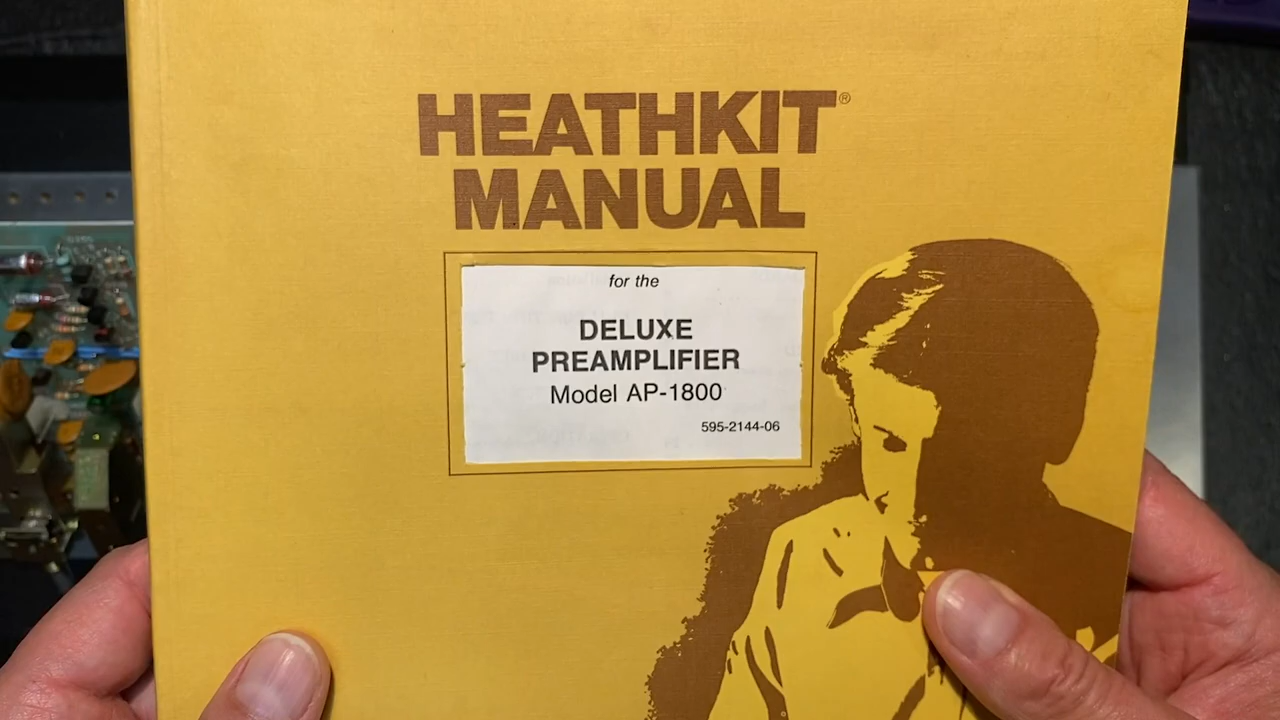 HEATHKIT®
MANUAL
for the
DELUXE
PREAMPLIFIER
Model AP-1800
595-2144-06